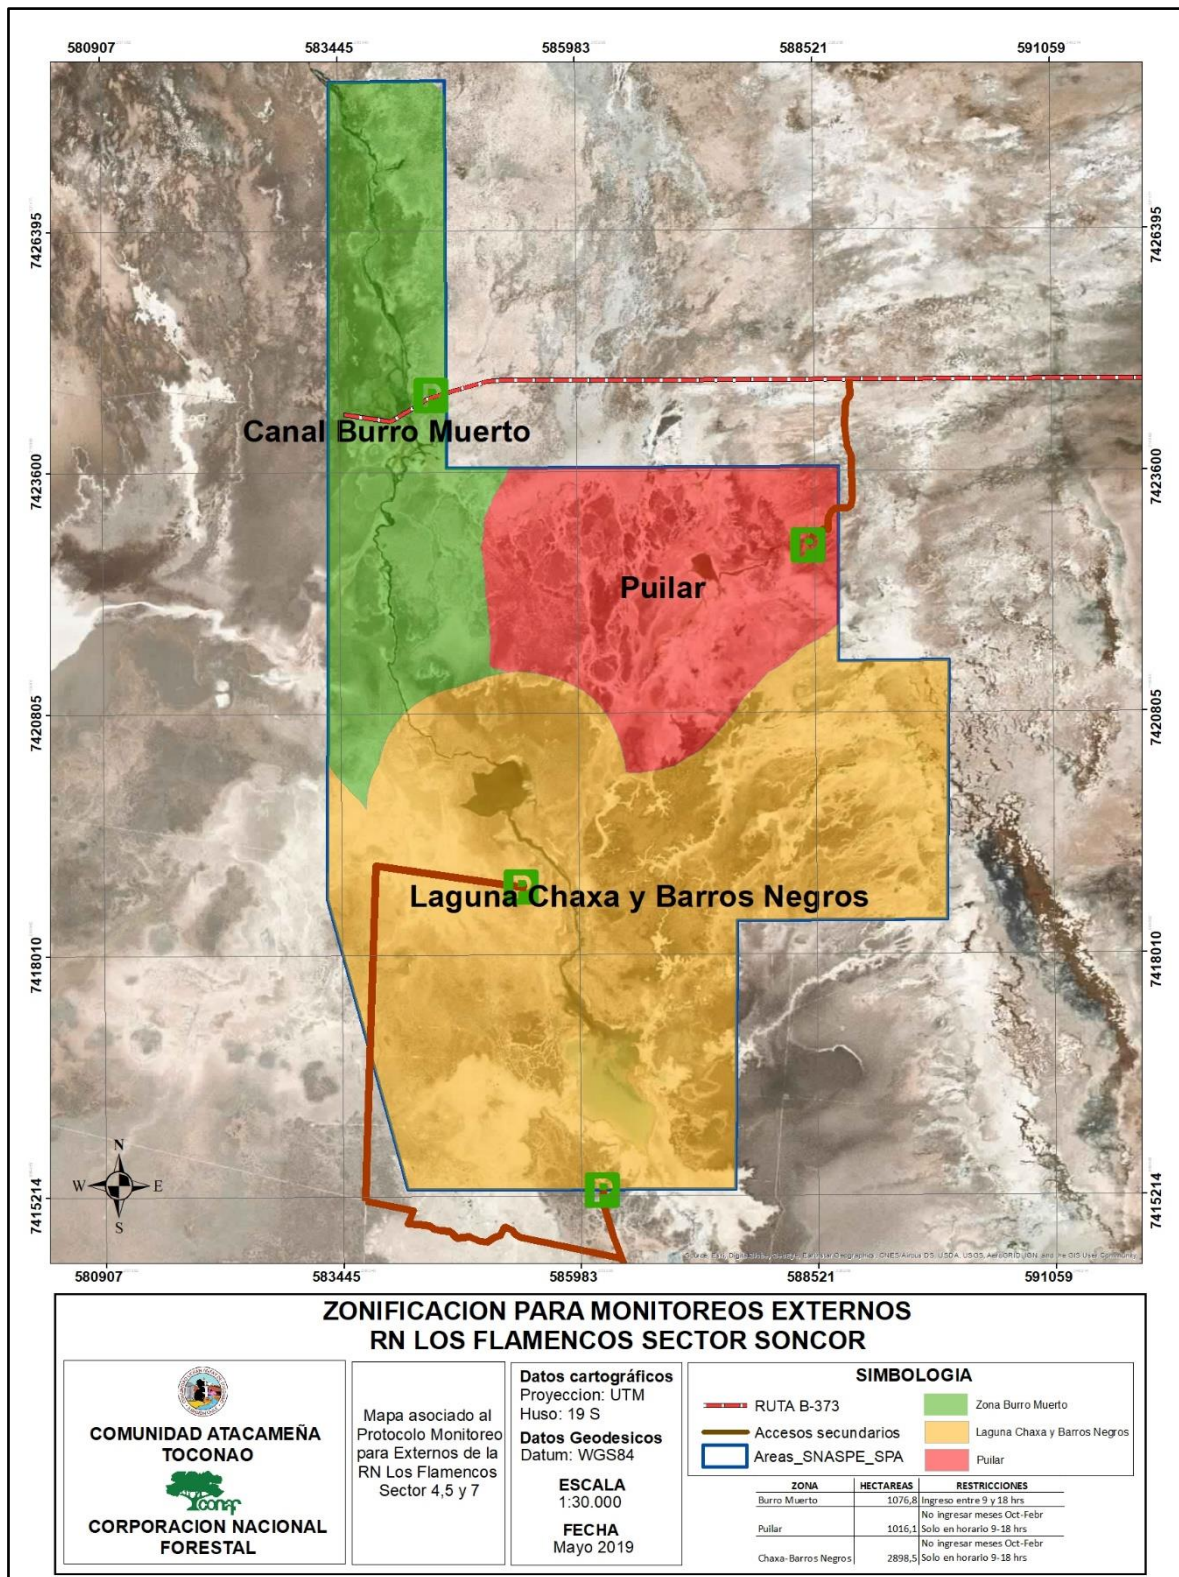 580907 583445 585983 588521 591059
7426395
7426395
Canal Burro Muerto
7423600
7423600
Puilar
7420805
7420805
Laguna Chaxa y Barros Negros
7418010
7418010
N
W E
S
7415214
7415214
P
P
P
P
580907 583445 585983 588521 591059
ZONIFICACION PARA MONITOREOS EXTERNOS
RN LOS FLAMENCOS SECTOR SONCOR
COMUNIDAD ATACAMEÑA
TOCONAO
conaf
CORPORACION NACIONAL
FORESTAL
Mapa asociado al
Protocolo Monitoreo
para Externos de la
RN Los Flamencos
Sector 4,5 y 7
Datos cartográficos
Proyeccion: UTM
Huso: 19 S
Datos Geodesicos
Datum: WGS84
ESCALA
1:30.000
FECHA
Mayo 2019
SIMBOLOGIA
RUTA B-373
Accesos secundarios
Areas_SNASPE_SPA
Zona Burro Muerto
Laguna Chaxa y Barros Negros
Puilar
ZONA HECTAREAS RESTRICCIONES
Burro Muerto 1076,8 Ingreso entre 9 y 18 hrs
No ingresar meses Oct-Febr
Puilar 1016,1 Solo en horario 9-18 hrs
No ingresar meses Oct-Febr
Chaxa-Barros Negros 2898,5 Solo en horario 9-18 hrs